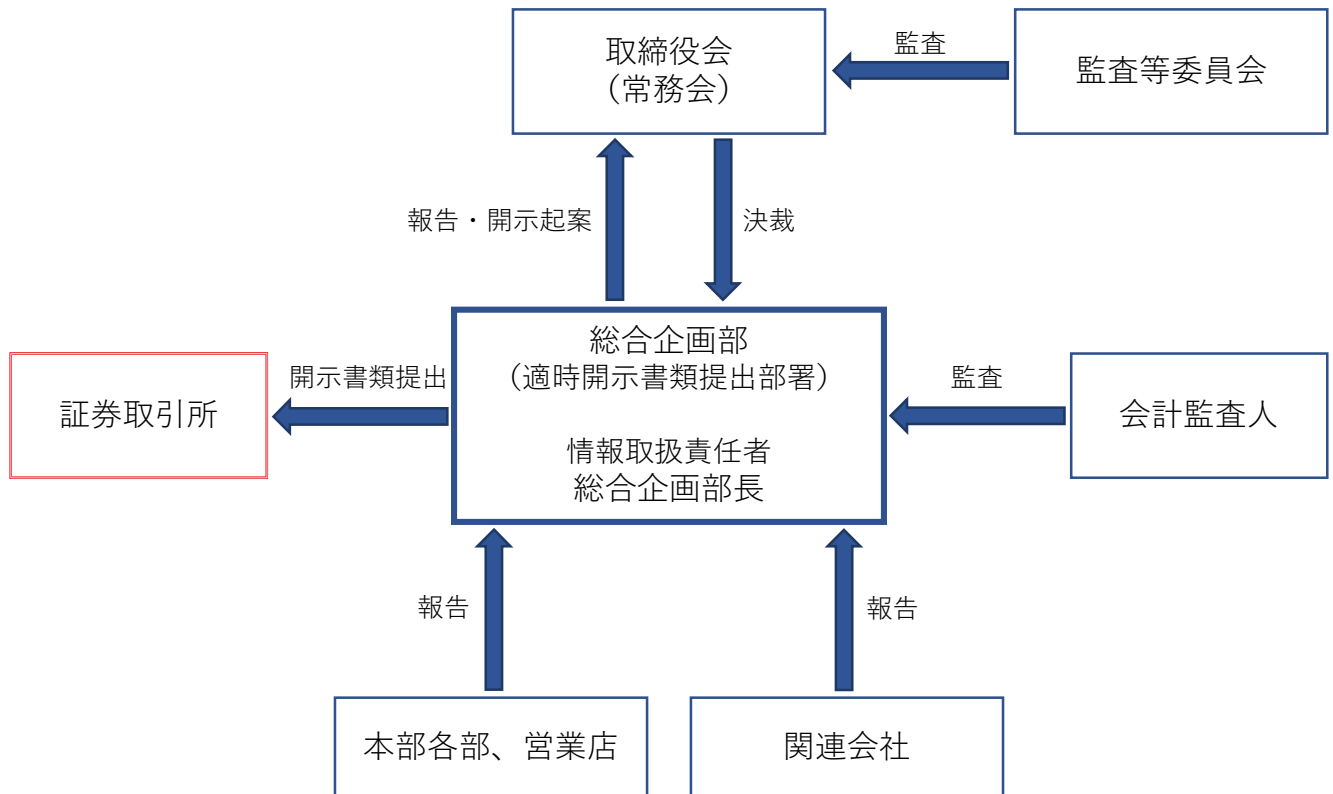 取締役会
（常務会）
監査
監査等委員会
報告・開示起案
決裁
証券取引所
開示書類提出
総合企画部
（適時開示書類提出部署）
情報取扱責任者
総合企画部長
監査
会計監査人
報告
報告
本部各部、営業店
関連会社